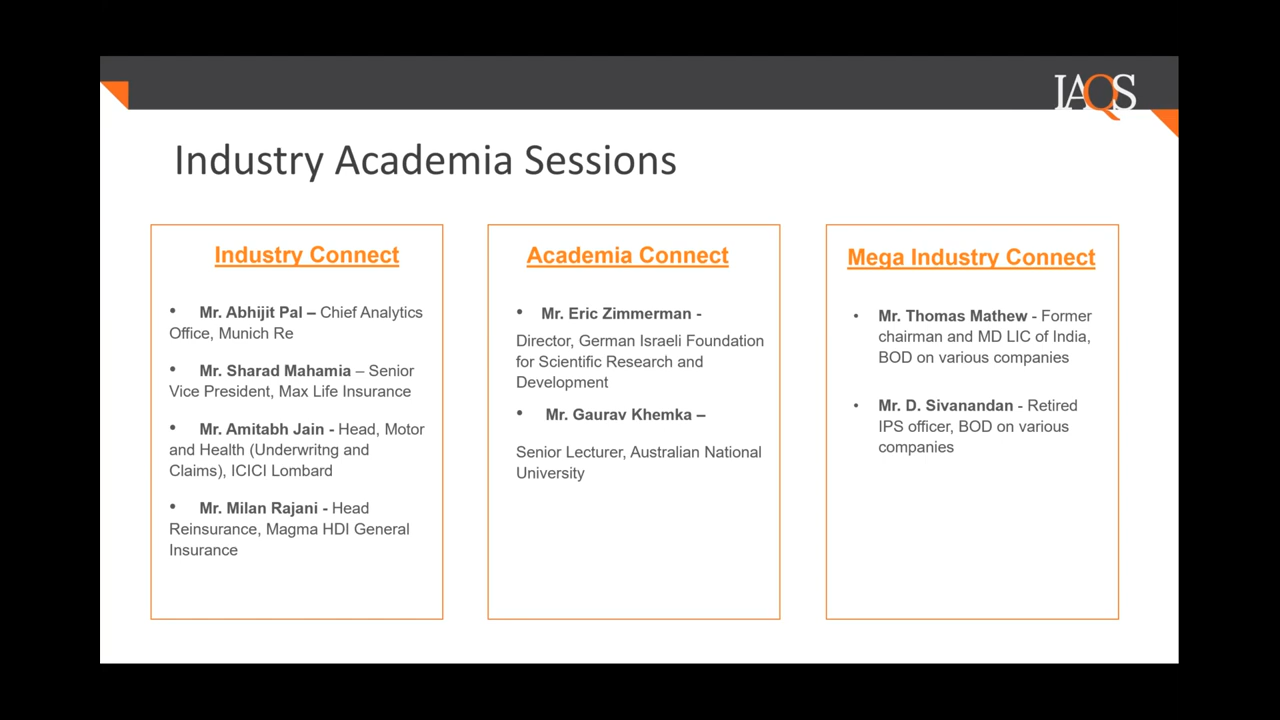 IAQS
Industry Academia Sessions
Industry Connect
• Mr. Abhijit Pal – Chief Analytics
Office, Munich Re
• Mr. Sharad Mahamia – Senior
Vice President, Max Life Insurance
• Mr. Amitabh Jain - Head, Motor
and Health (Underwritng and
Claims), ICICI Lombard
• Mr. Milan Rajani - Head
Reinsurance, Magma HDI General
Insurance
Academia Connect
• Mr. Eric Zimmerman -
Director, German Israeli Foundation
for Scientific Research and
Development
• Mr. Gaurav Khemka –
Senior Lecturer, Australian National
University
Mega Industry Connect
• Mr. Thomas Mathew - Former
chairman and MD LIC of India,
BOD on various companies
• Mr. D. Sivanandan - Retired
IPS officer, BOD on various
companies